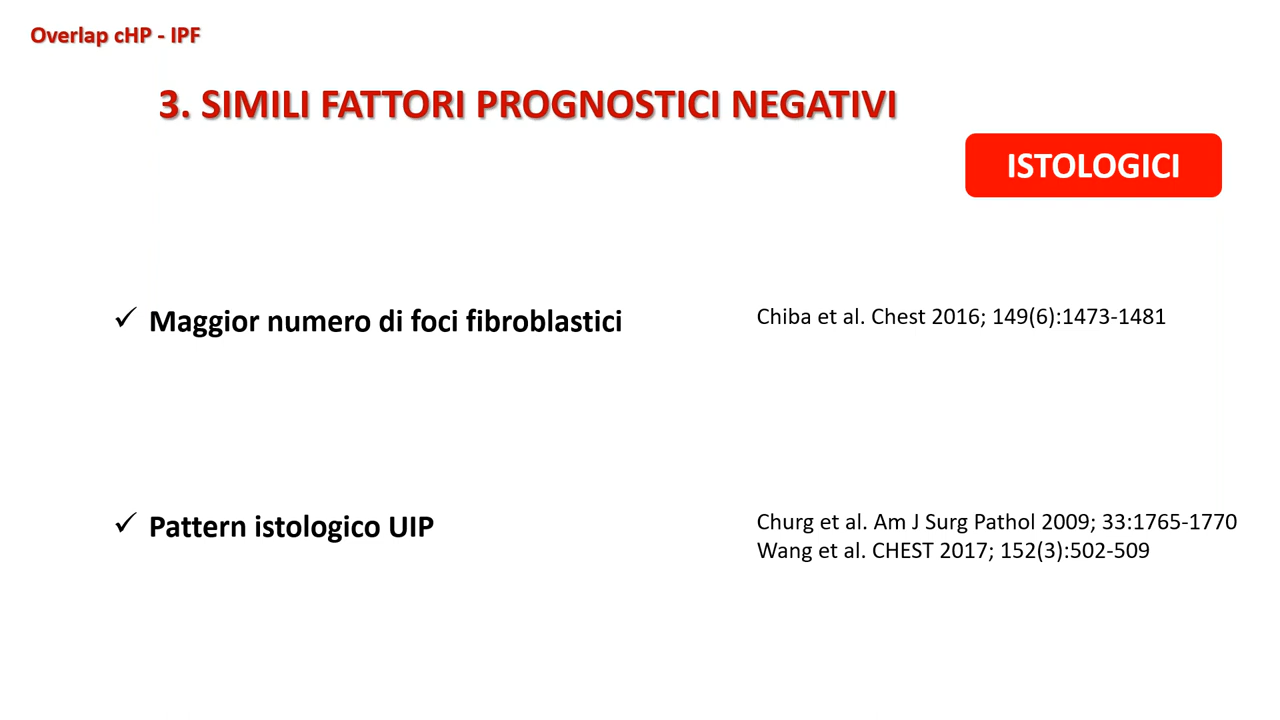 Overlap cHP - IPF
3. SIMILI FATTORI PROGNOSTICI NEGATIVI
ISTOLOGICI
✓ Maggior numero di foci fibroblastici
Chiba et al. Chest 2016; 149(6):1473-1481
✓ Pattern istologico UIP
Churg et al. Am J Surg Pathol 2009; 33:1765-1770
Wang et al. CHEST 2017; 152(3):502-509